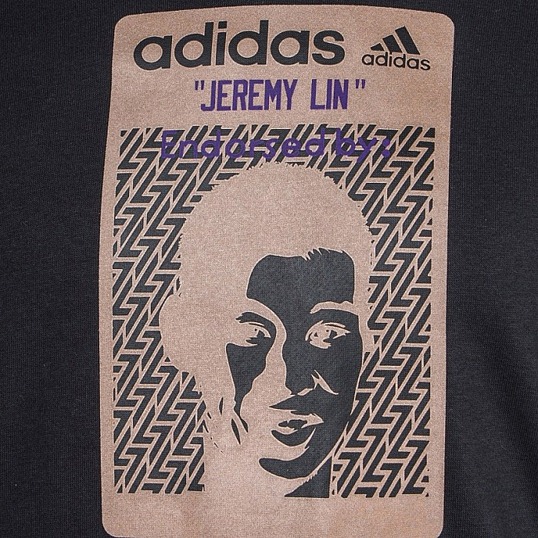 adidas
adidas
"JEREMY LIN"
Endorsed by: